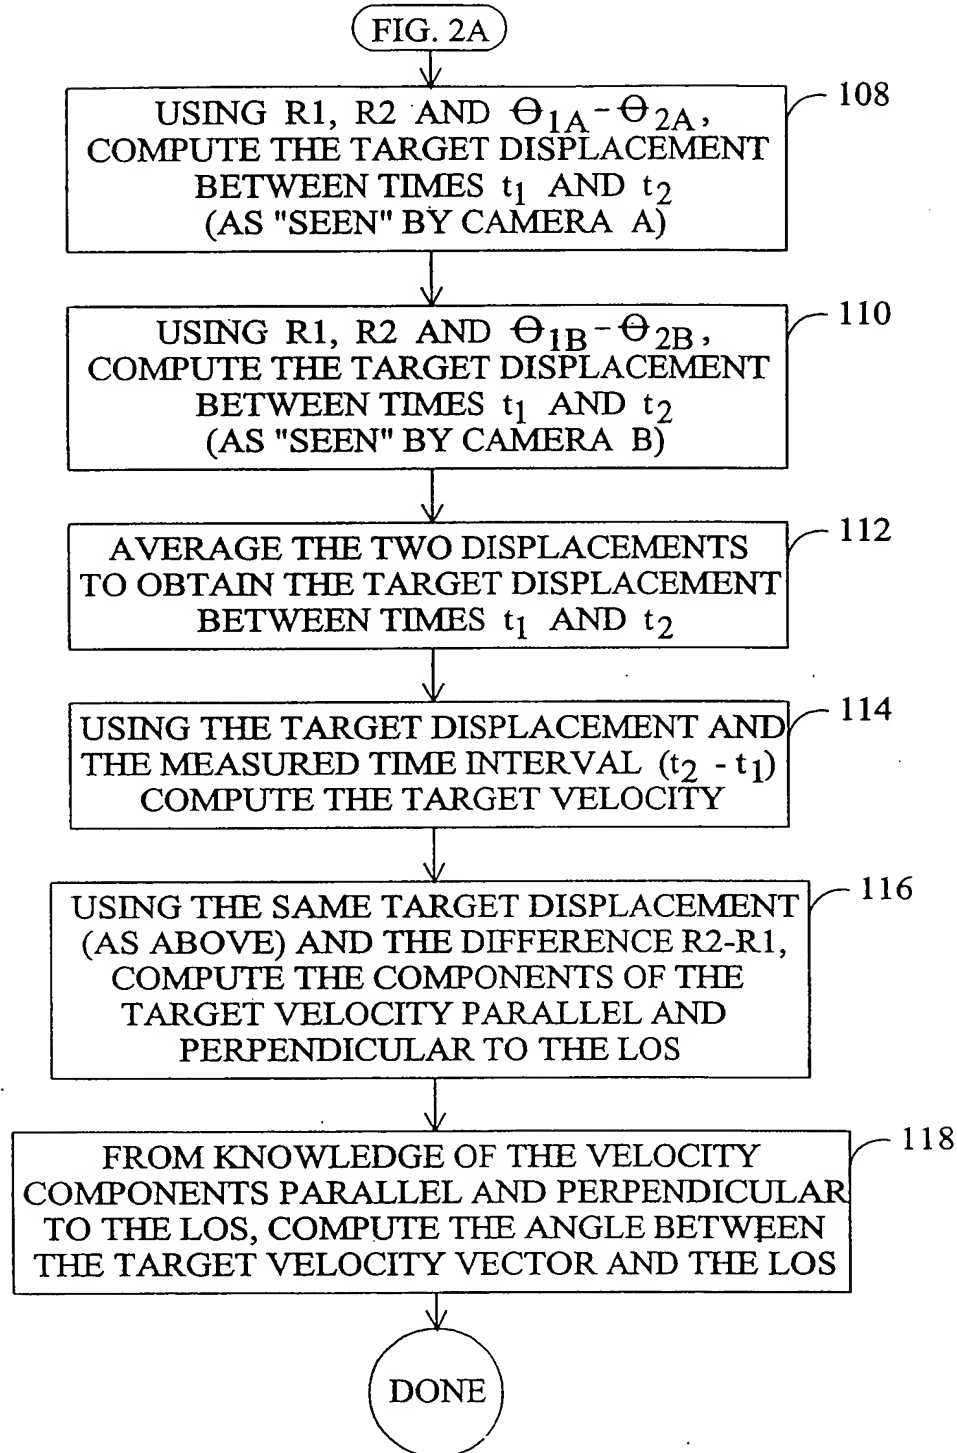 FIG. 2A
108
USING R1, R2 AND Θ1A-Θ2A,
COMPUTE THE TARGET DISPLACEMENT
BETWEEN TIMES t1 AND t2
(AS "SEEN" BY CAMERA A)
110
USING R1, R2 AND Θ1B-Θ2B,
COMPUTE THE TARGET DISPLACEMENT
BETWEEN TIMES t1 AND t2
(AS "SEEN" BY CAMERA B)
112
AVERAGE THE TWO DISPLACEMENTS
TO OBTAIN THE TARGET DISPLACEMENT
BETWEEN TIMES t1 AND t2
114
USING THE TARGET DISPLACEMENT AND
THE MEASURED TIME INTERVAL (t2 - t1)
COMPUTE THE TARGET VELOCITY
116
USING THE SAME TARGET DISPLACEMENT
(AS ABOVE) AND THE DIFFERENCE R2-R1,
COMPUTE THE COMPONENTS OF THE
TARGET VELOCITY PARALLEL AND
PERPENDICULAR TO THE LOS
118
FROM KNOWLEDGE OF THE VELOCITY
COMPONENTS PARALLEL AND PERPENDICULAR
TO THE LOS, COMPUTE THE ANGLE BETWEEN
THE TARGET VELOCITY VECTOR AND THE LOS
DONE